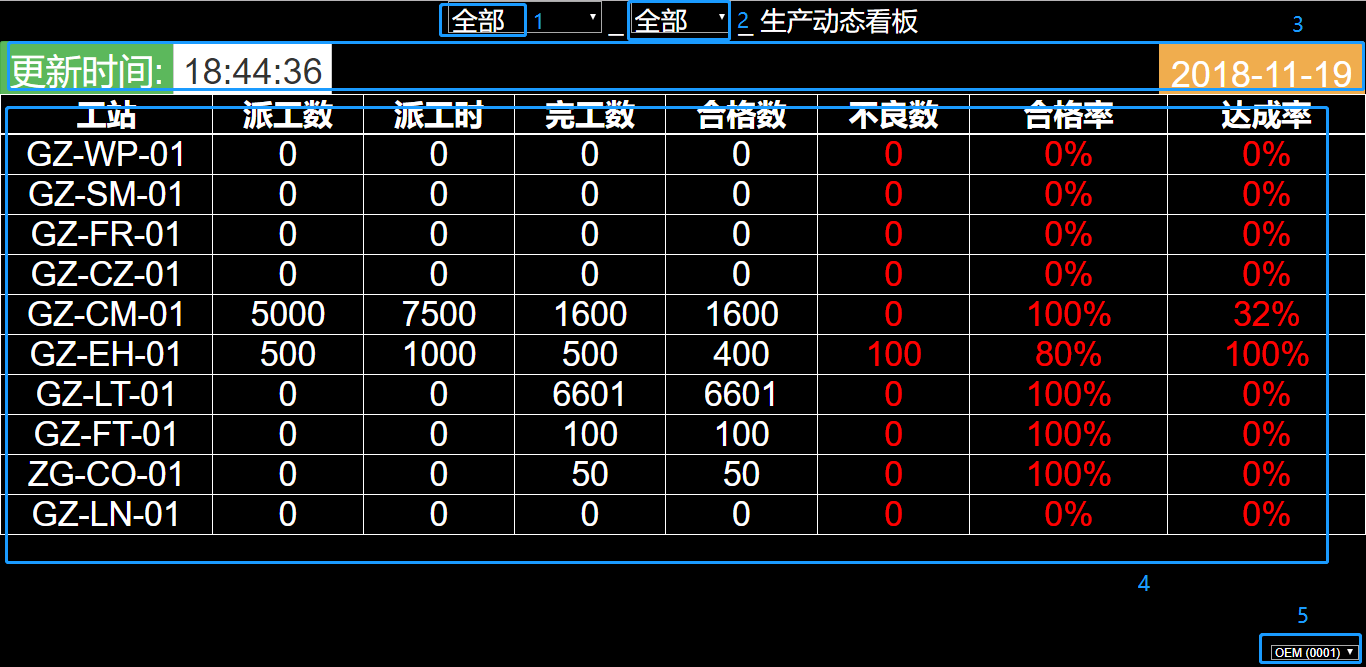 全部 1 _ 全部 2 _ 生产动态看板 3
更新时间: 18:44:36 2018-11-19
工站 派工数 派工时 完工数 合格数 不良数 合格率 达成率
GZ-WP-01 0 0 0 0 0 0% 0%
GZ-SM-01 0 0 0 0 0 0% 0%
GZ-FR-01 0 0 0 0 0 0% 0%
GZ-CZ-01 0 0 0 0 0 0% 0%
GZ-CM-01 5000 7500 1600 1600 0 100% 32%
GZ-EH-01 500 1000 500 400 100 80% 100%
GZ-LT-01 0 0 6601 6601 0 100% 0%
GZ-FT-01 0 0 100 100 0 100% 0%
ZG-CO-01 0 0 50 50 0 100% 0%
GZ-LN-01 0 0 0 0 0 0% 0%
4
5
OEM (0001)